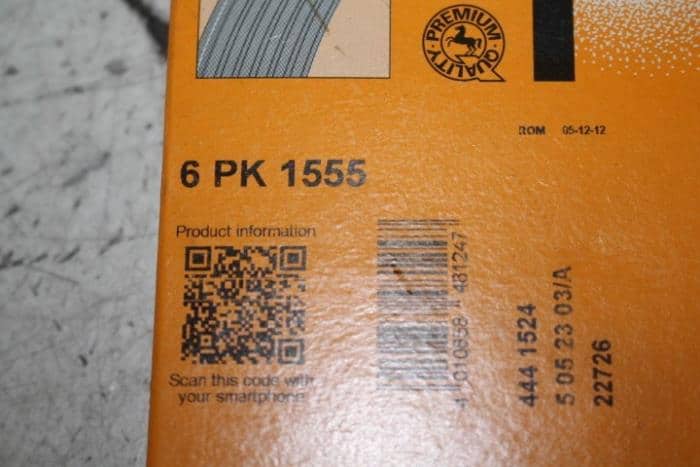 PREMIUM
QUALITY
ROM 05-12-12
6 PK 1555
Product information
Scan this code with
your smartphone
4 010858 481247
444 1524
5 05 23 03/A
22726